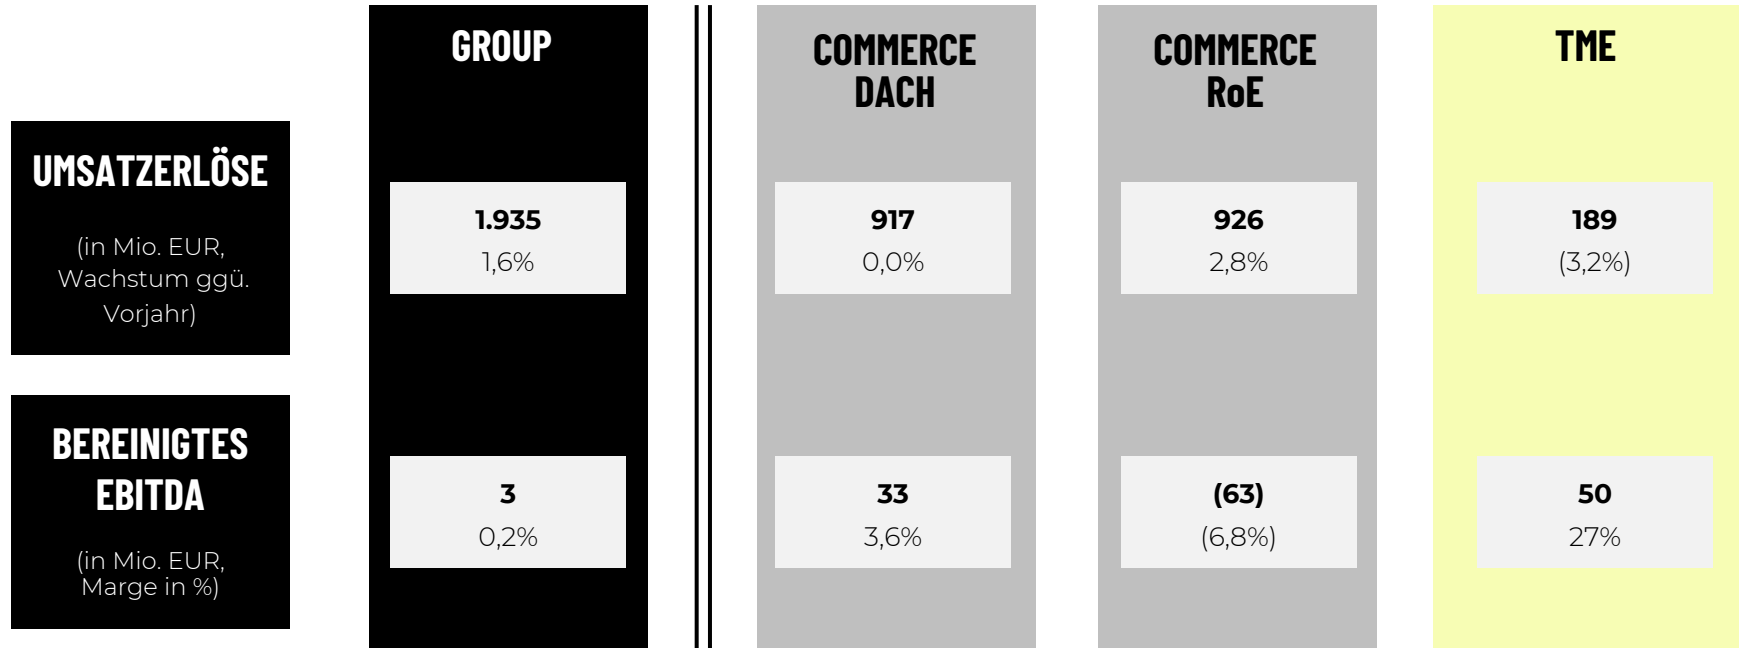 GROUP
COMMERCE
DACH
COMMERCE
RoE
TME
UMSATZERLÖSE
(in Mio. EUR,
Wachstum ggü.
Vorjahr)
1.935
1,6%
917
0,0%
926
2,8%
189
(3,2%)
BEREINIGTES
EBITDA
(in Mio. EUR,
Marge in %)
3
0,2%
33
3,6%
(63)
(6,8%)
50
27%